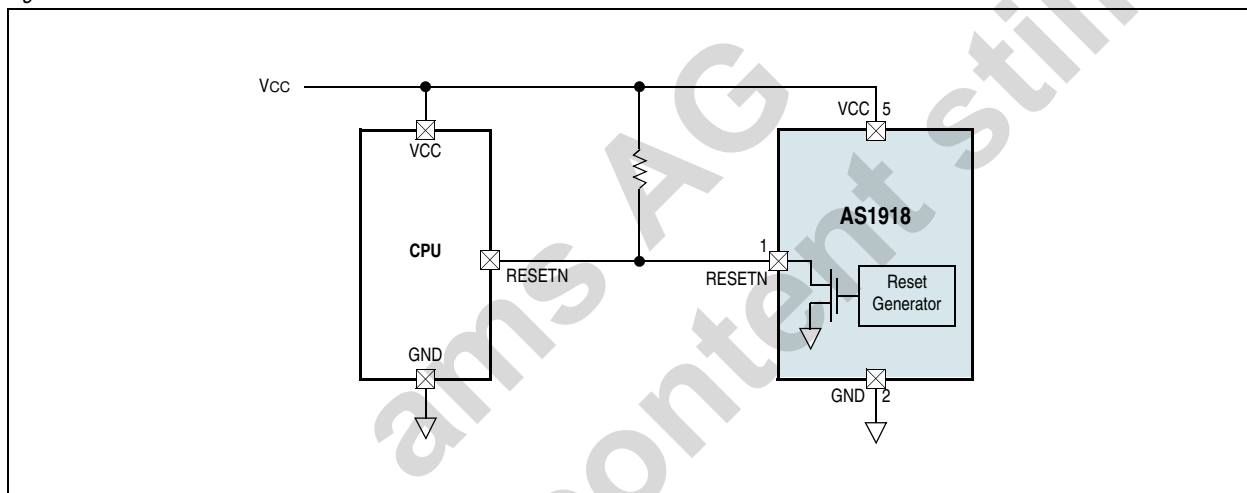 VCC
VCC 5
VCC
AS1918
CPU
1
RESETN
RESETN
Reset
Generator
GND
GND 2
ams AG
content still